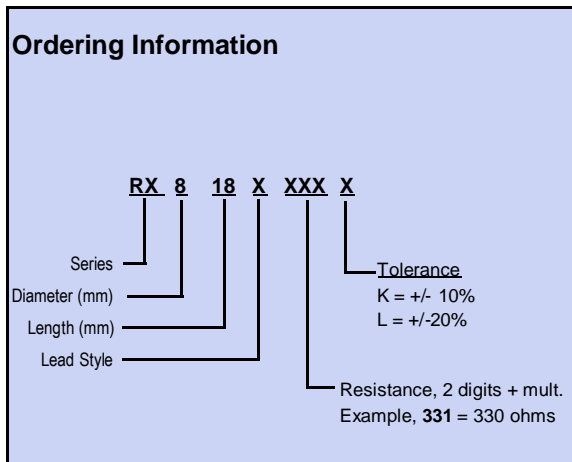 Ordering Information
RX 8 18 X XXX X
Series
Diameter (mm)
Length (mm)
Lead Style
Tolerance
K = +/- 10%
L = +/-20%
Resistance, 2 digits + mult.
Example, 331 = 330 ohms